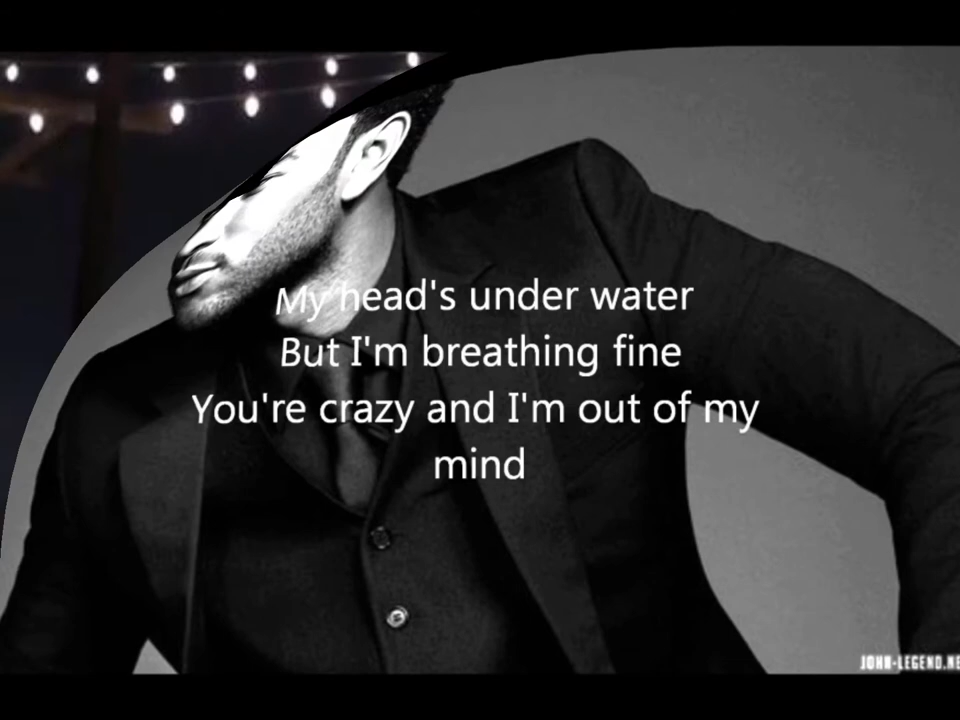 My head's under water
But I'm breathing fine
You're crazy and I'm out of my
mind
JOHN-LEGEND.NE